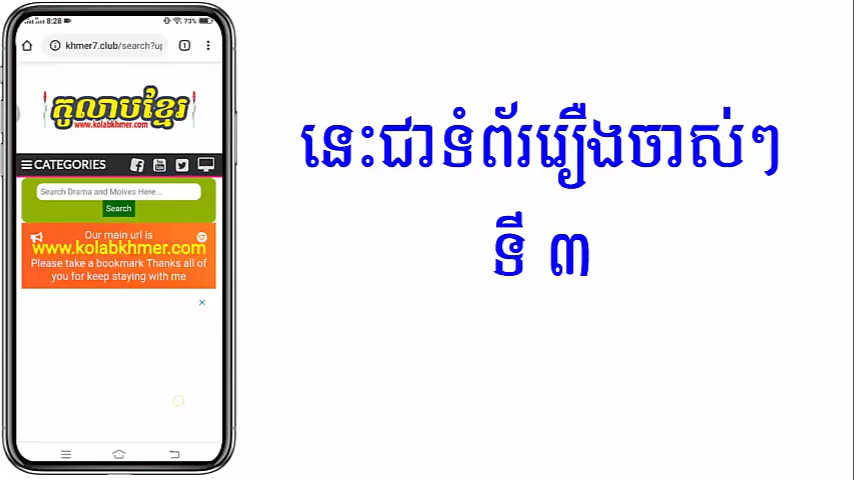 8:28
73%
khmer7.club/search?up
1
កូលាបខ្មែរ
www.kolabkhmer.com
CATEGORIES
Search Drama and Moives Here...
Search
Our main url is
www.kolabkhmer.com
Please take a bookmark Thanks all of
you for keep staying with me
នេះជាទំព័ររឿងចាស់ៗ
ទី ៣